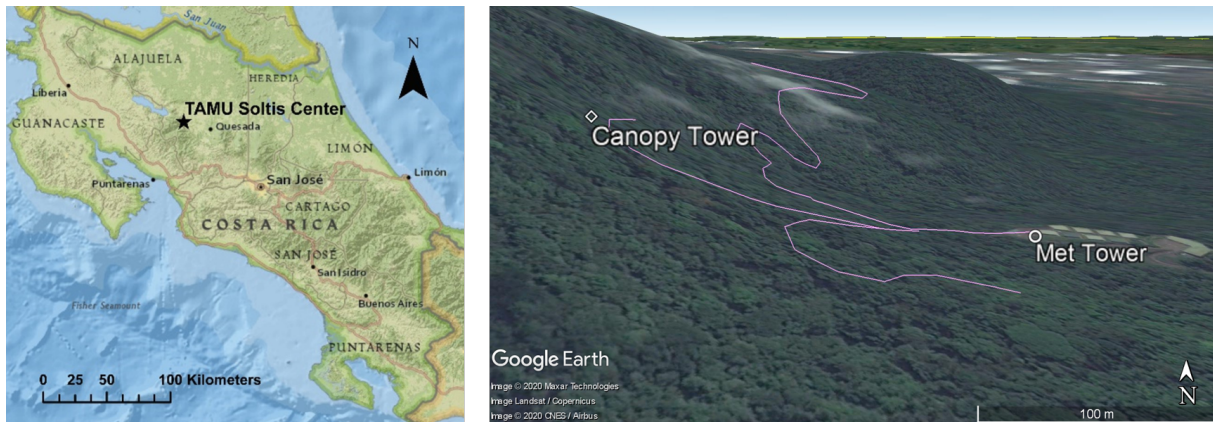 San Juan
N
ALAJUELA
HEREDIA
Liberia
TAMU Soltis Center
GUANACASTE
Quesada
LIMÓN
Puntarenas
San José
Limón
CARTAGO
COSTA RICA
SAN JOSÉ
San Isidro
Fisher Seamount
Buenos Aires
PUNTARENAS
0 25 50 100 Kilometers
Canopy Tower
Met Tower
Google Earth
Image © 2020 Maxar Technologies
Image Landsat / Copernicus
Image © 2020 CNES / Airbus
N
100 m